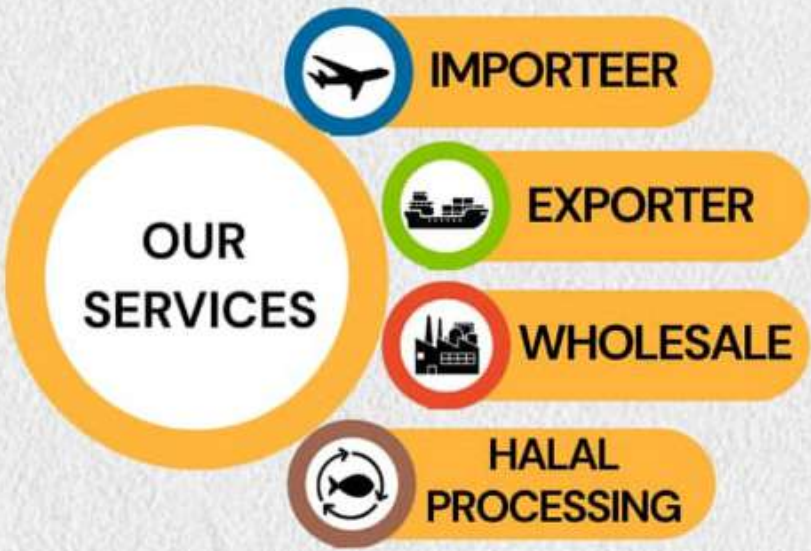 OUR
SERVICES
IMPORTEER
EXPORTER
WHOLESALE
HALAL
PROCESSING